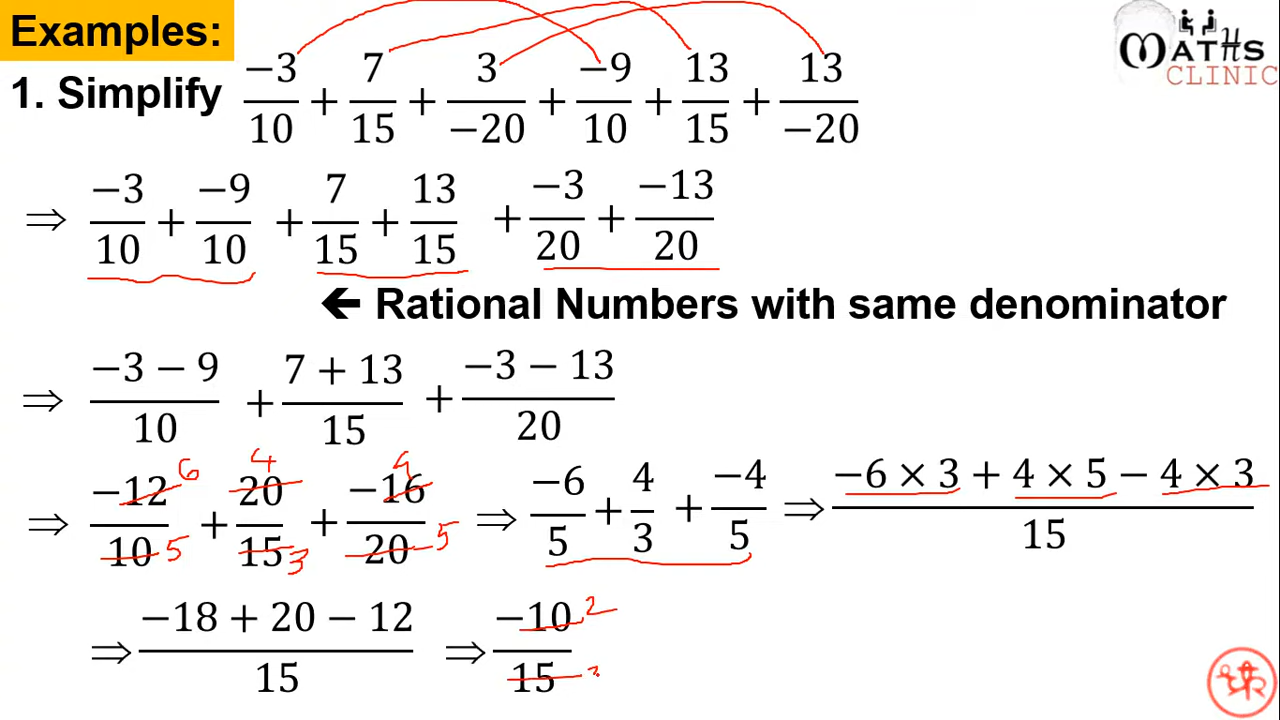 Examples:
MATHS
CLINIC
1. Simplify −3/10 + 7/15 + 3/−20 + −9/10 + 13/15 + 13/−20
⇒ −3/10 + −9/10 + 7/15 + 13/15 + −3/20 + −13/20
🡸 Rational Numbers with same denominator
⇒ (−3 − 9)/10 + (7 + 13)/15 + (−3 − 13)/20
6 4 4
⇒ −12/10 + 20/15 + −16/20 ⇒ −6/5 + 4/3 + −4/5 ⇒ (−6 × 3 + 4 × 5 − 4 × 3)/15
5 3 5
⇒ (−18 + 20 − 12)/15 ⇒ −10/15
2